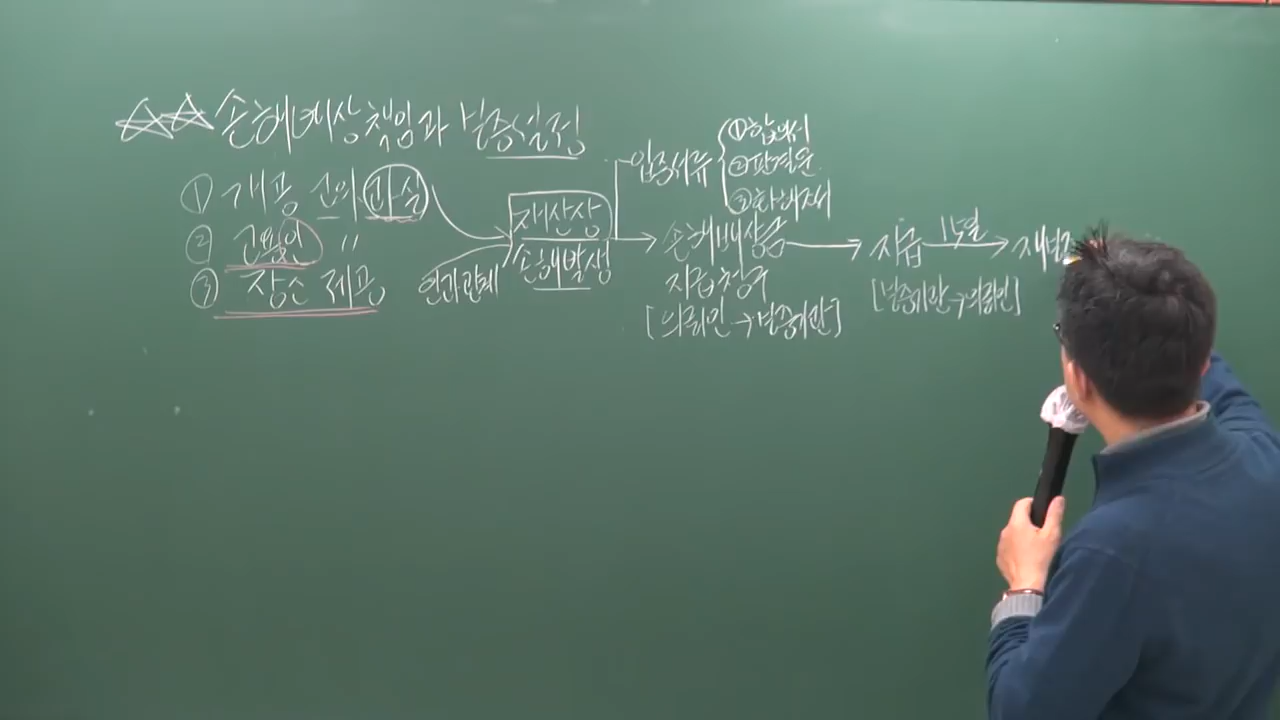 ☆☆ 손해배상책임과 보증설정
① 개공 고의 과실
② 고용인 〃
③ 장소 제공
인과관계
재산상
손해발생
입증서류
① 합의서
② 판결문
③ 화해조서
손해배상금
지급청구
[의뢰인→보증기관]
지급
[보증기관→의뢰인]
15일
재보